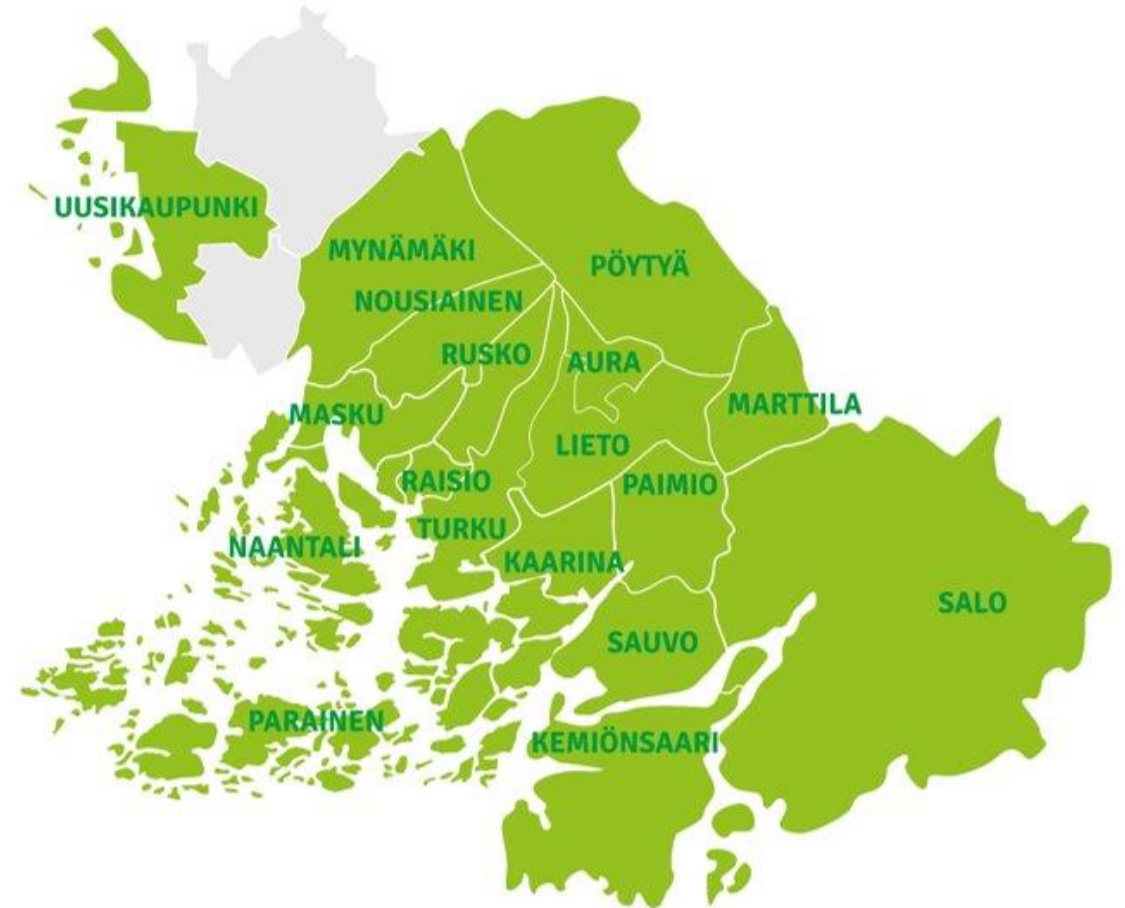 UUSIKAUPUNKI
MYNÄMÄKI
PÖYTYÄ
NOUSIAINEN
RUSKO
AURA
MASKU
MARTTILA
LIETO
RAISIO
PAIMIO
TURKU
NAANTALI
KAARINA
SALO
SAUVO
PARAINEN
KEMIÖNSAARI